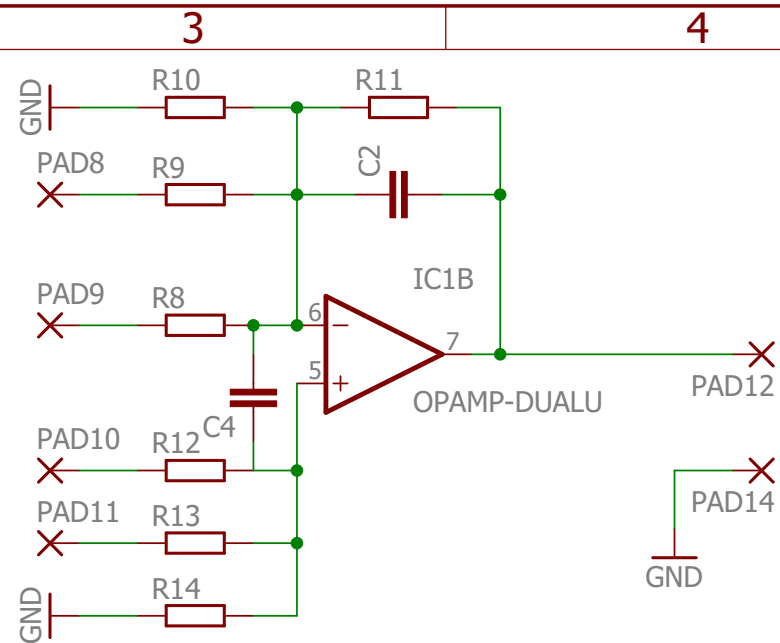 3 4
R10 R11
GND
PAD8 R9 C2
IC1B
PAD9 R8
6
7
5
PAD12
OPAMP-DUALU
C4
PAD10 R12
PAD11 R13
PAD14
R14
GND
GND